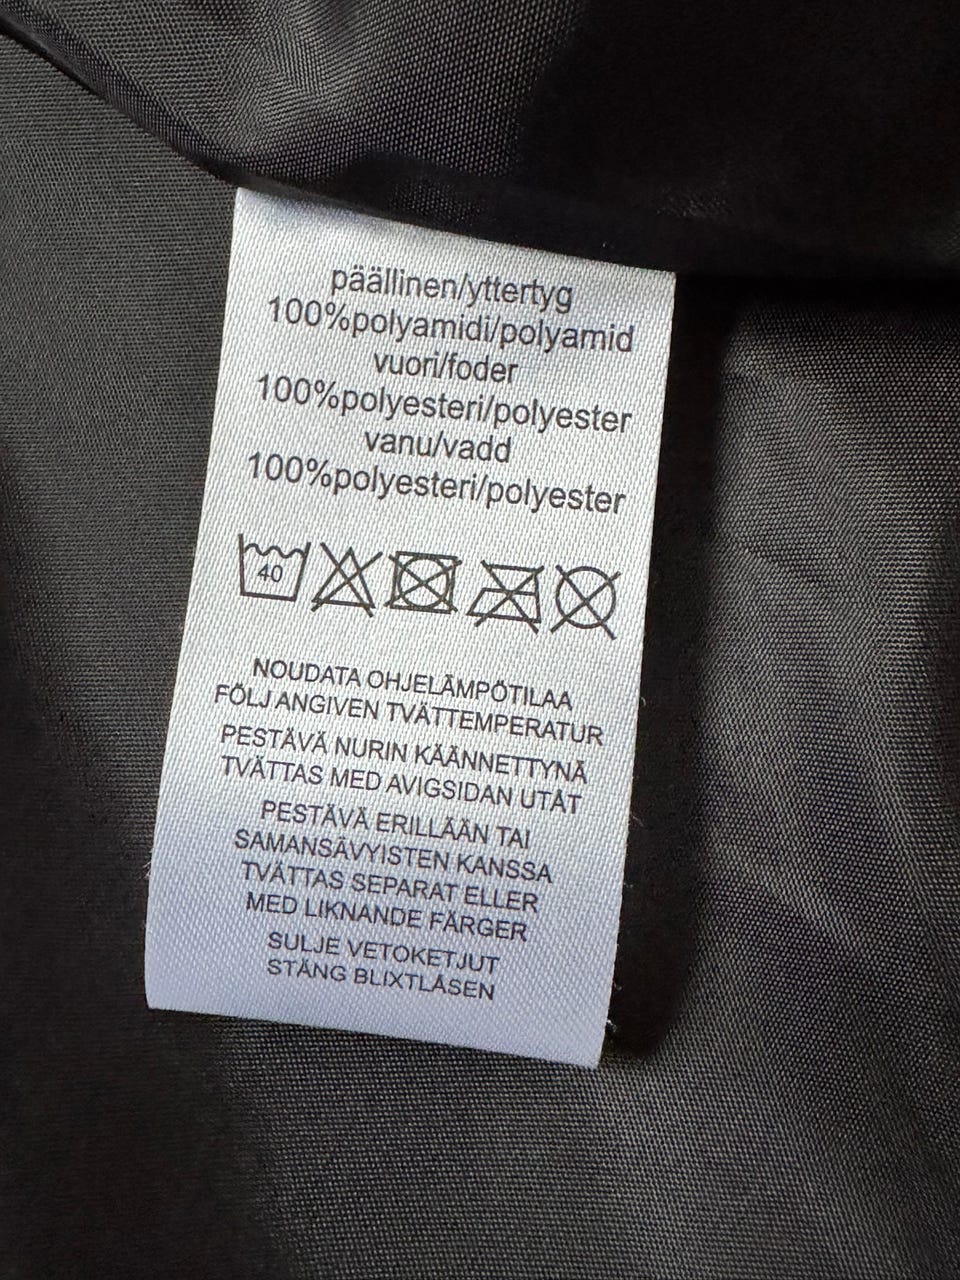 päällinen/yttertyg
100%polyamidi/polyamid
vuori/foder
100%polyesteri/polyester
vanu/vadd
100%polyesteri/polyester
40
NOUDATA OHJELÄMPÖTILAA
FÖLJ ANGIVEN TVÄTTEMPERATUR
PESTÄVÄ NURIN KÄÄNNETTYNÄ
TVÄTTAS MED AVIGSIDAN UTÅT
PESTÄVÄ ERILLÄÄN TAI
SAMANSÄVYISTEN KANSSA
TVÄTTAS SEPARAT ELLER
MED LIKNANDE FÄRGER
SULJE VETOKETJUT
STÄNG BLIXTLÅSEN